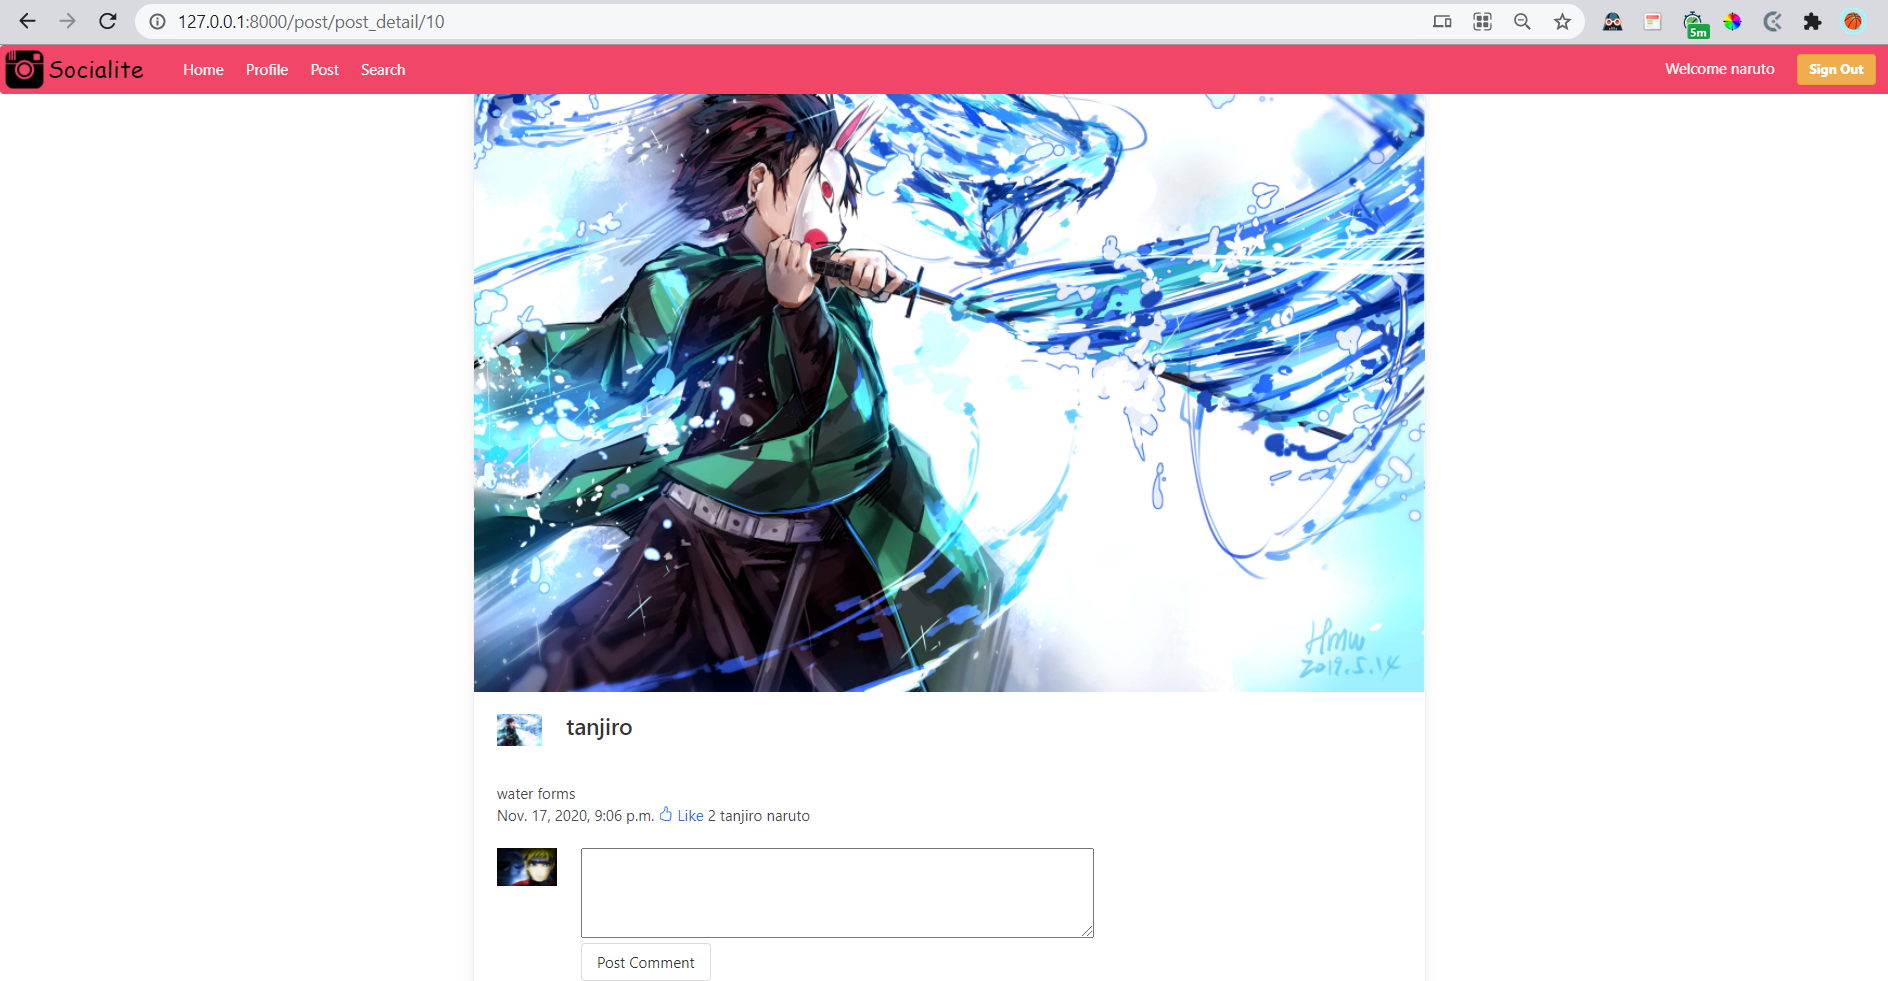 127.0.0.1:8000/post/post_detail/10
5m
Socialite Home Profile Post Search Welcome naruto Sign Out
Hmw
2019.5.14
tanjiro
water forms
Nov. 17, 2020, 9:06 p.m. Like 2 tanjiro naruto
Post Comment